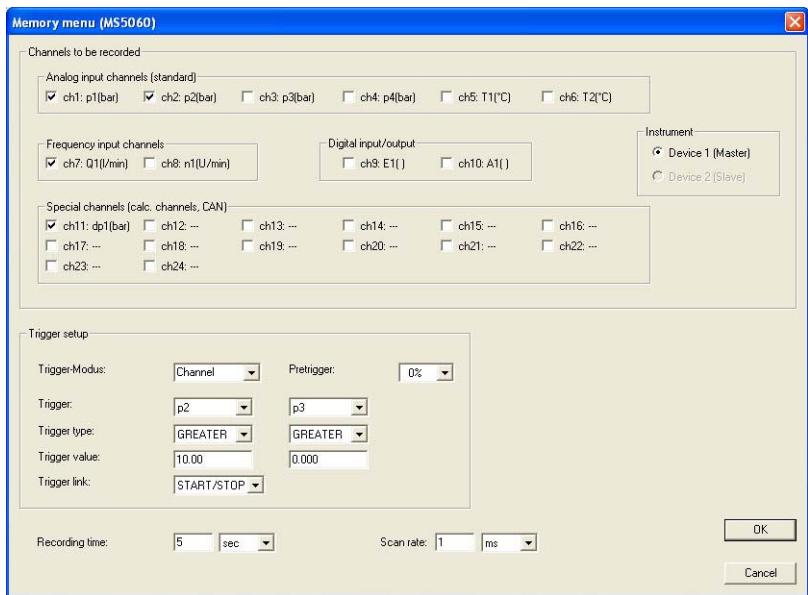 Memory menu (MS5060)
Channels to be recorded
Analog input channels (standard)
ch1: p1(bar) ch2: p2(bar) ch3: p3(bar) ch4: p4(bar) ch5: T1(°C) ch6: T2(°C)
Frequency input channels
ch7: Q1(l/min) ch8: n1(U/min)
Digital input/output
ch9: E1( ) ch10: A1( )
Instrument
Device 1 (Master)
Device 2 (Slave)
Special channels (calc. channels, CAN)
ch11: dp1(bar) ch12: --- ch13: --- ch14: --- ch15: --- ch16: ---
ch17: --- ch18: --- ch19: --- ch20: --- ch21: --- ch22: ---
ch23: --- ch24: ---
Trigger setup
Trigger-Modus: Channel Pretrigger: 0%
Trigger: p2 p3
Trigger type: GREATER GREATER
Trigger value: 10.00 0.000
Trigger link: START/STOP
Recording time: 5 sec Scan rate: 1 ms
OK
Cancel